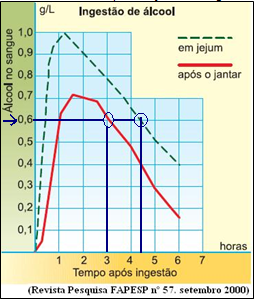 g/L
Ingestão de álcool
em jejum
após o jantar
Álcool no sangue
1,0
0,9
0,8
0,7
0,6
0,5
0,4
0,3
0,2
0,1
1 2 3 4 5 6 7
horas
Tempo após ingestão
(Revista Pesquisa FAPESP nº 57. setembro 2000)